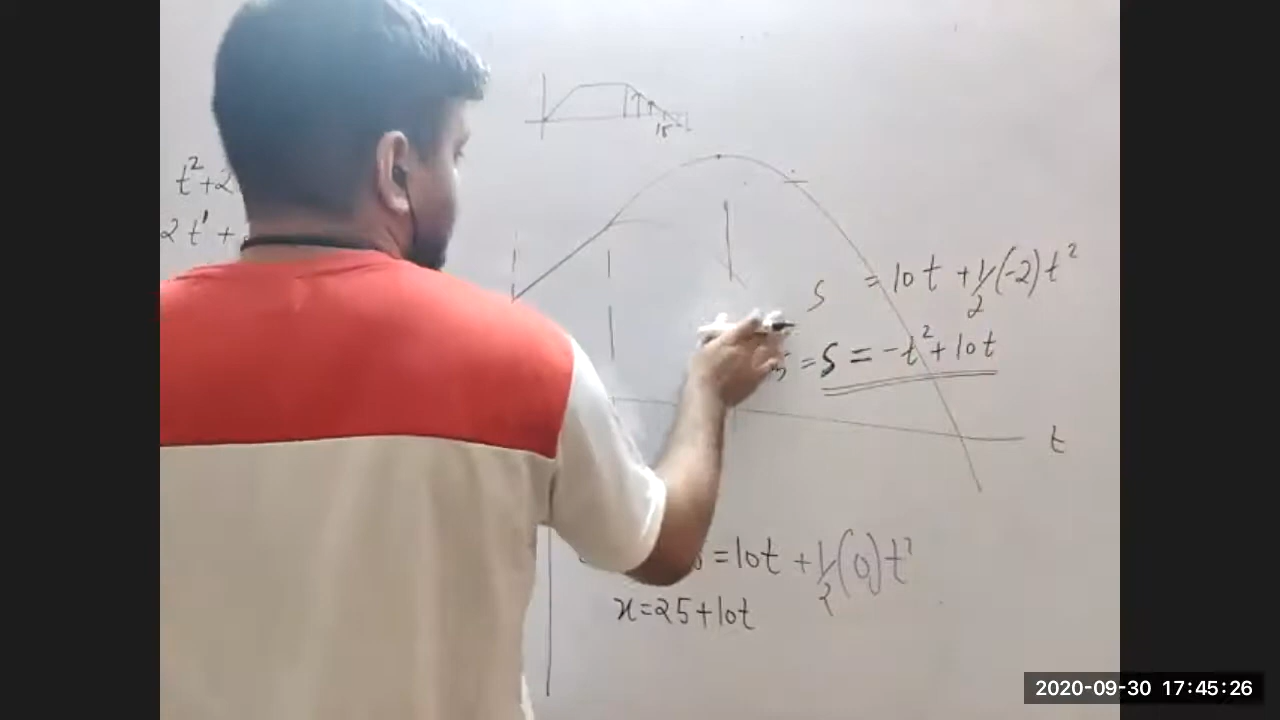 t²+2
2t' +
15
S = 10t + 1/2 (-2)t²
= S = -t² + 10t
t
= 10t + 1/2 (0)t²
x = 25 + 10t
2020-09-30 17:45:26